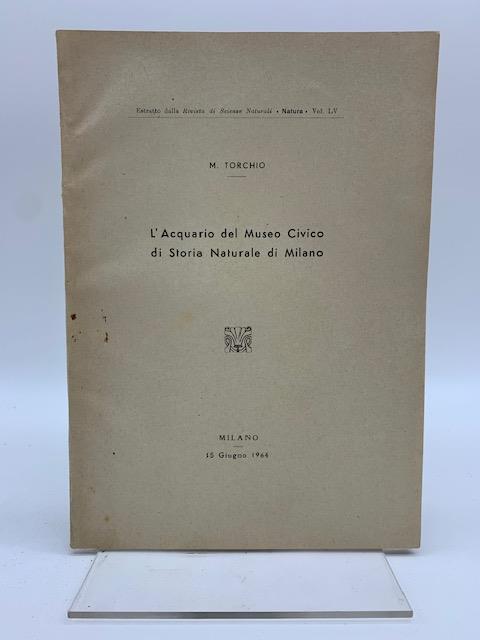 Estratto dalla Rivista di Scienze Naturali • Natura • Vol. LV
M. TORCHIO
L'Acquario del Museo Civico
di Storia Naturale di Milano
MILANO
15 Giugno 1964